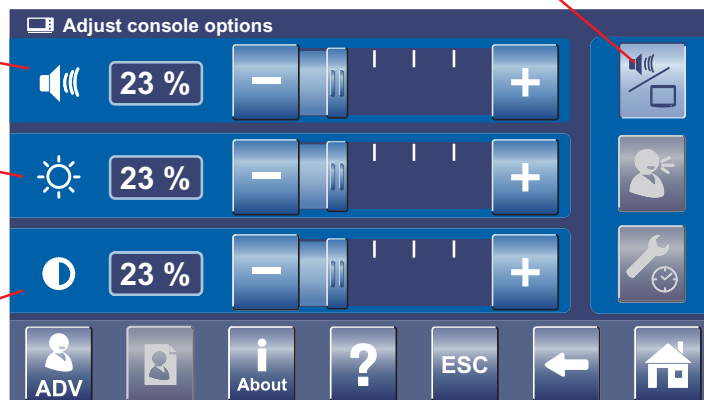 Adjust console options
23 %
23 %
23 %
ADV
About
?
ESC